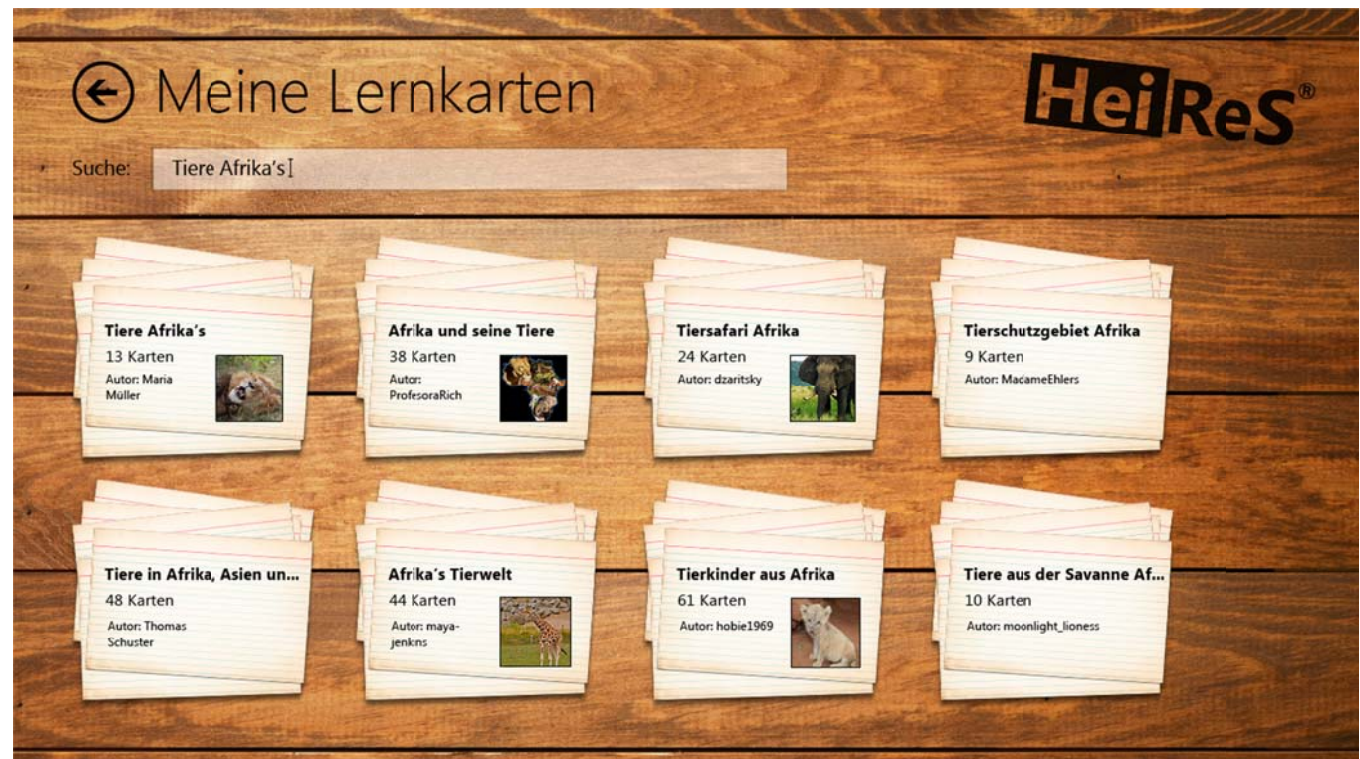 Meine Lernkarten
HeiReS®
Suche: Tiere Afrika's
Tiere Afrika's
13 Karten
Autor: Maria
Müller
Afrika und seine Tiere
38 Karten
Autor:
ProfesoraRich
Tiersafari Afrika
24 Karten
Autor: dzaritsky
Tierschutzgebiet Afrika
9 Karten
Autor: MadameEhlers
Tiere in Afrika, Asien un...
48 Karten
Autor: Thomas
Schuster
Afrika´s Tierwelt
44 Karten
Autor: maya-
jenkins
Tierkinder aus Afrika
61 Karten
Autor: hobie1969
Tiere aus der Savanne Af...
10 Karten
Autor: moonlight_lioness